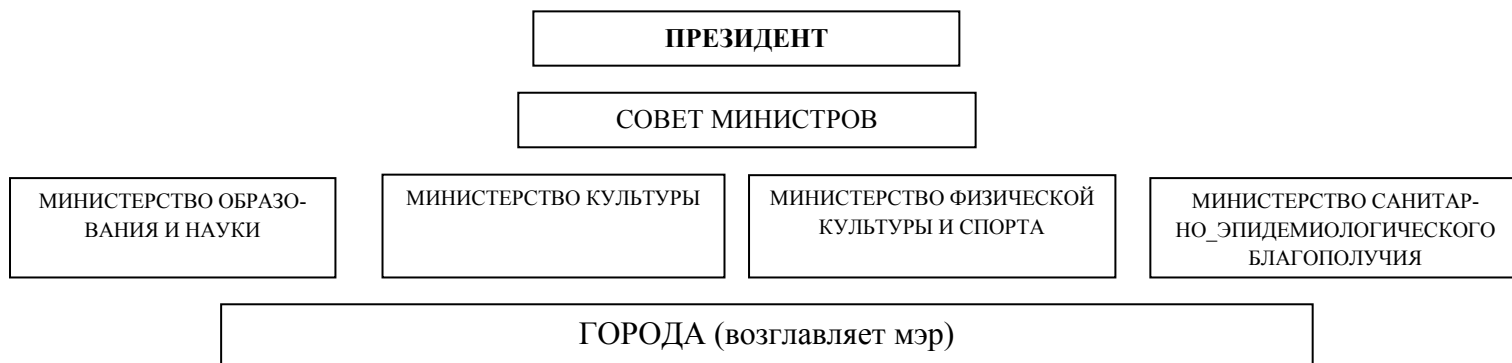 ПРЕЗИДЕНТ
СОВЕТ МИНИСТРОВ
МИНИСТЕРСТВО ОБРАЗО-
ВАНИЯ И НАУКИ
МИНИСТЕРСТВО КУЛЬТУРЫ
МИНИСТЕРСТВО ФИЗИЧЕСКОЙ
КУЛЬТУРЫ И СПОРТА
МИНИСТЕРСТВО САНИТАР-
НО_ЭПИДЕМИОЛОГИЧЕСКОГО
БЛАГОПОЛУЧИЯ
ГОРОДА (возглавляет мэр)